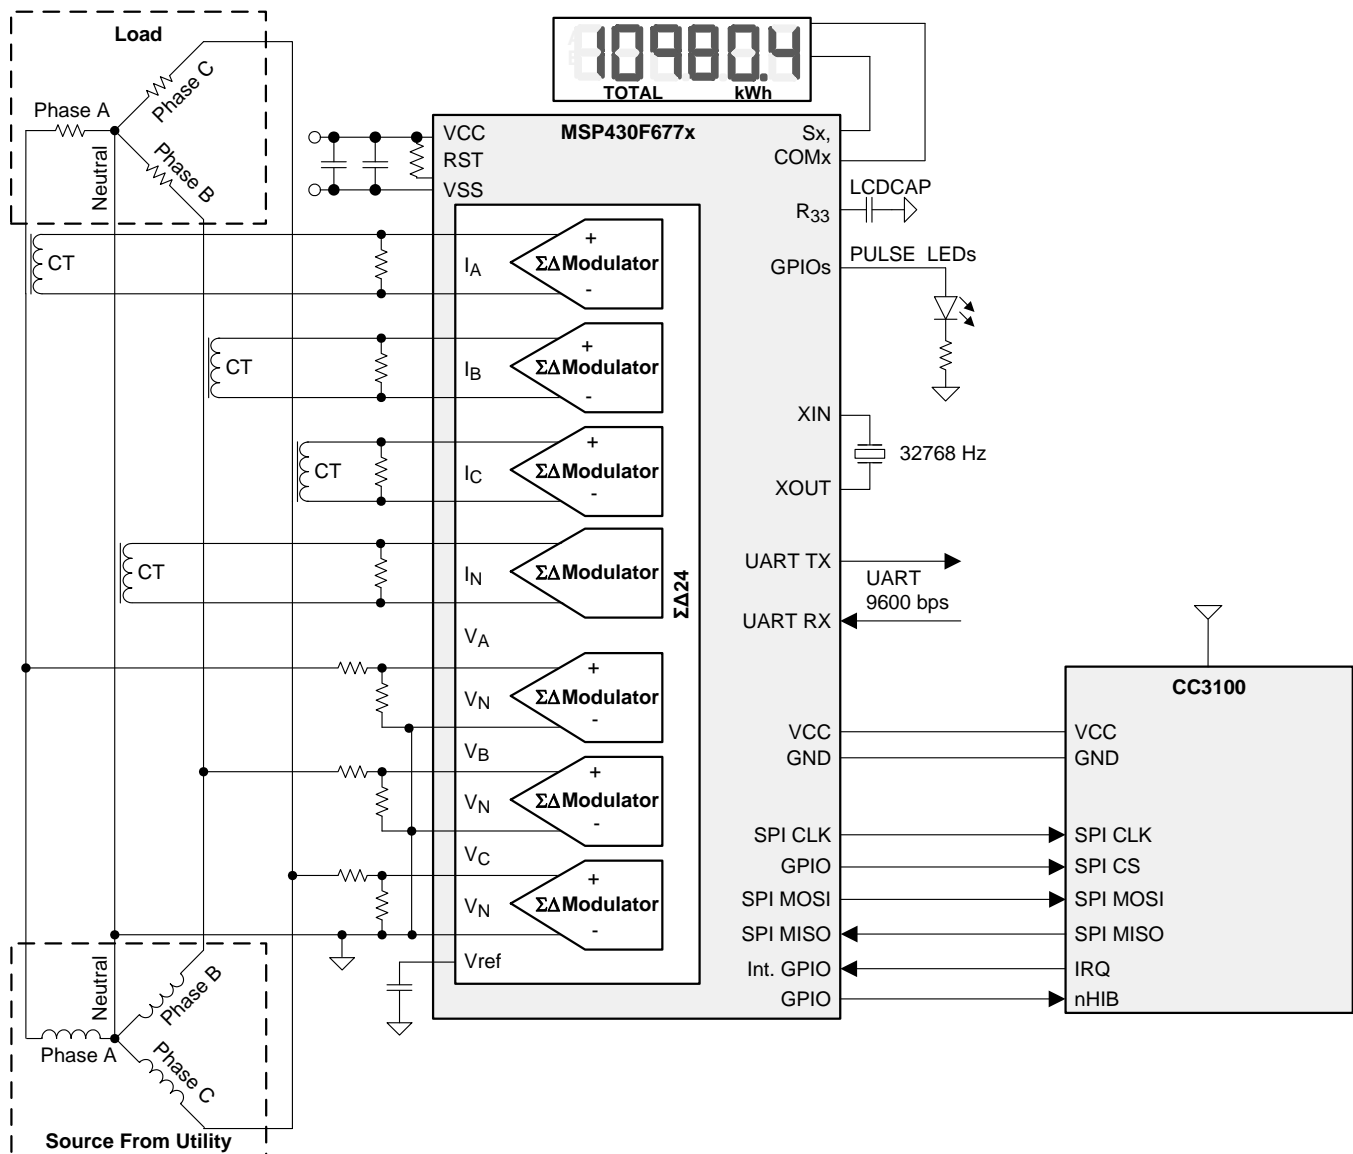 Load
Phase A
Phase C
Phase B
Neutral
10980.4
TOTAL kWh
MSP430F677x
VCC
RST
VSS
Sx,
COMx
R33
LCDCAP
GPIOs
PULSE LEDs
XIN
32768 Hz
XOUT
UART TX
UART
9600 bps
UART RX
CT
CT
CT
CT
IA
ΣΔModulator
+
-
IB
ΣΔModulator
+
-
IC
ΣΔModulator
+
-
IN
ΣΔModulator
ΣΔ24
VA
VN
ΣΔModulator
+
-
VB
VN
ΣΔModulator
+
-
VC
VN
ΣΔModulator
+
-
Vref
VCC
GND
SPI CLK
GPIO
SPI MOSI
SPI MISO
Int. GPIO
GPIO
CC3100
VCC
GND
SPI CLK
SPI CS
SPI MOSI
SPI MISO
IRQ
nHIB
Neutral
Phase B
Phase A
Phase C
Source From Utility